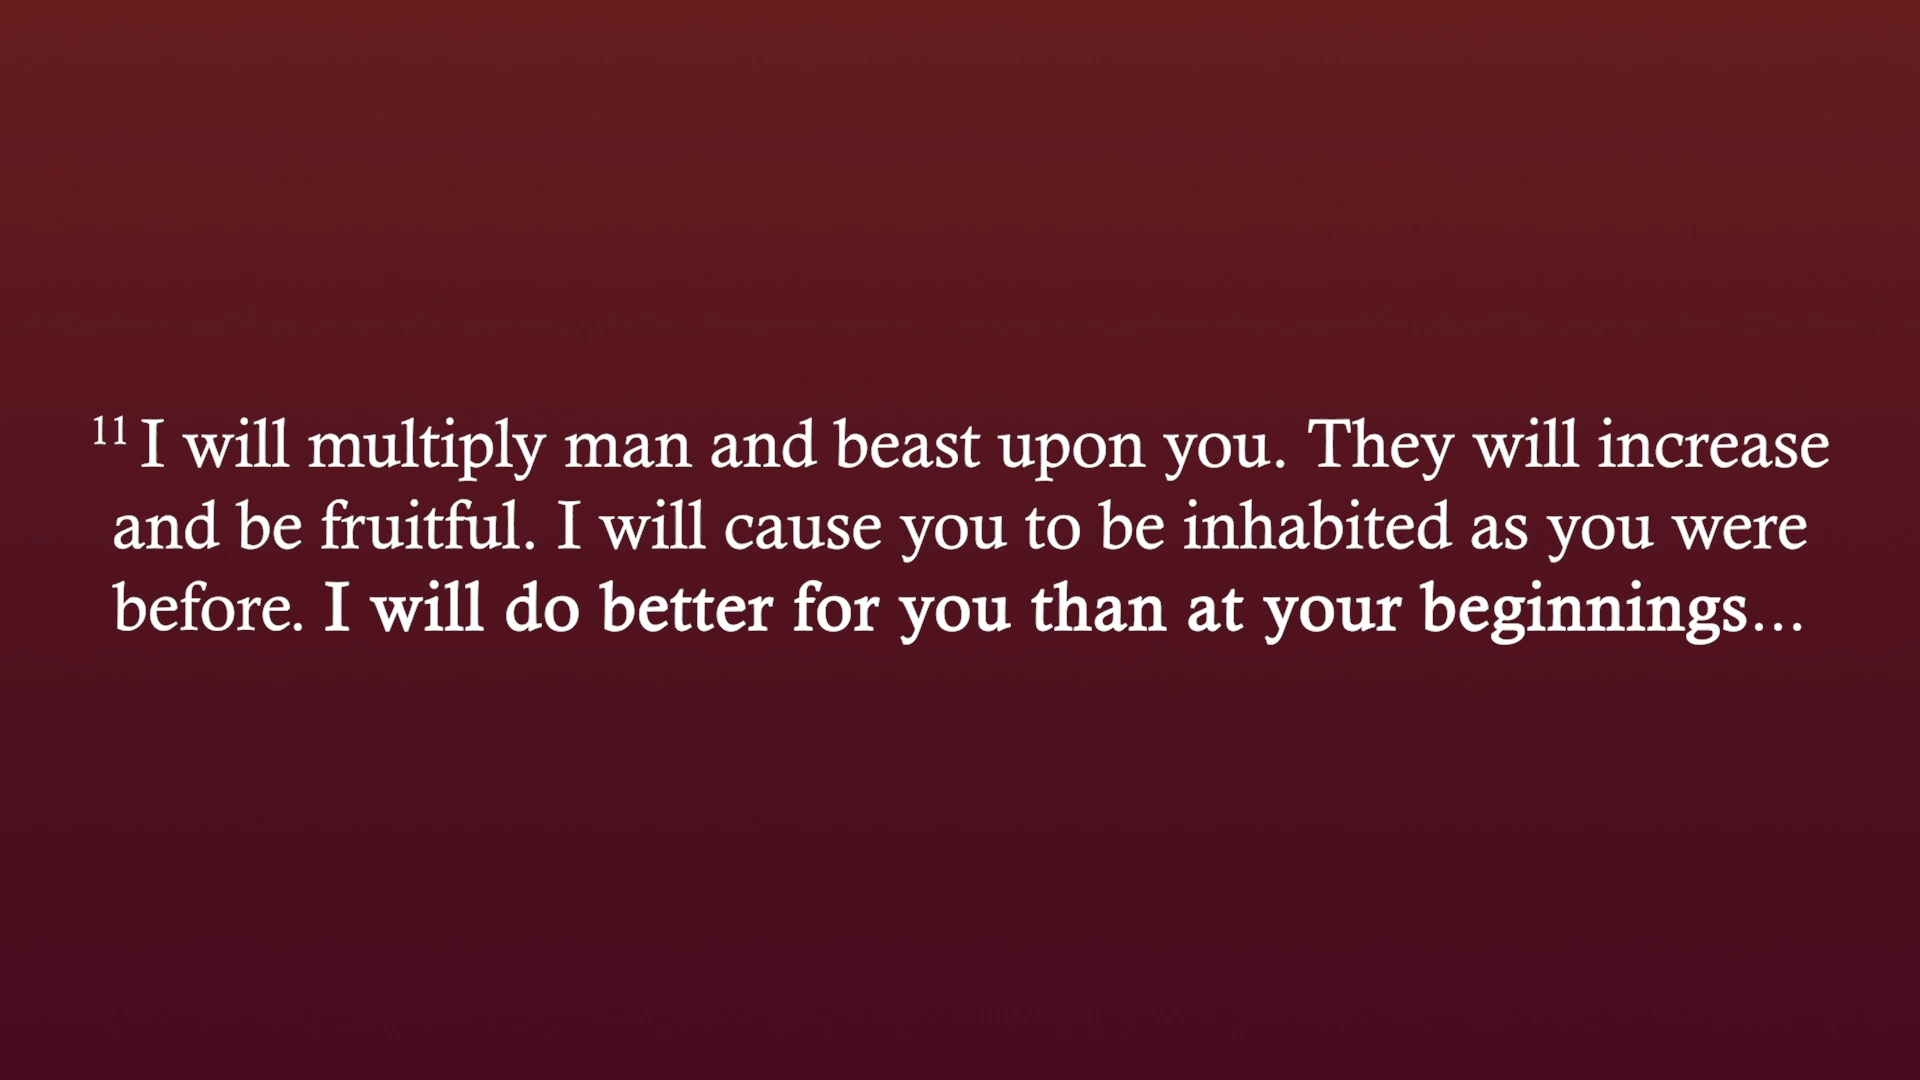 11 I will multiply man and beast upon you. They will increase
and be fruitful. I will cause you to be inhabited as you were
before. I will do better for you than at your beginnings...